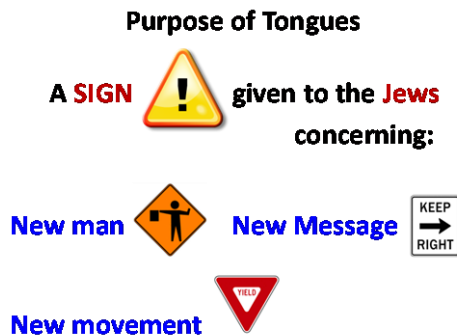 Purpose of Tongues
A SIGN ! given to the Jews
concerning:
New man New Message KEEP RIGHT
YIELD
New movement